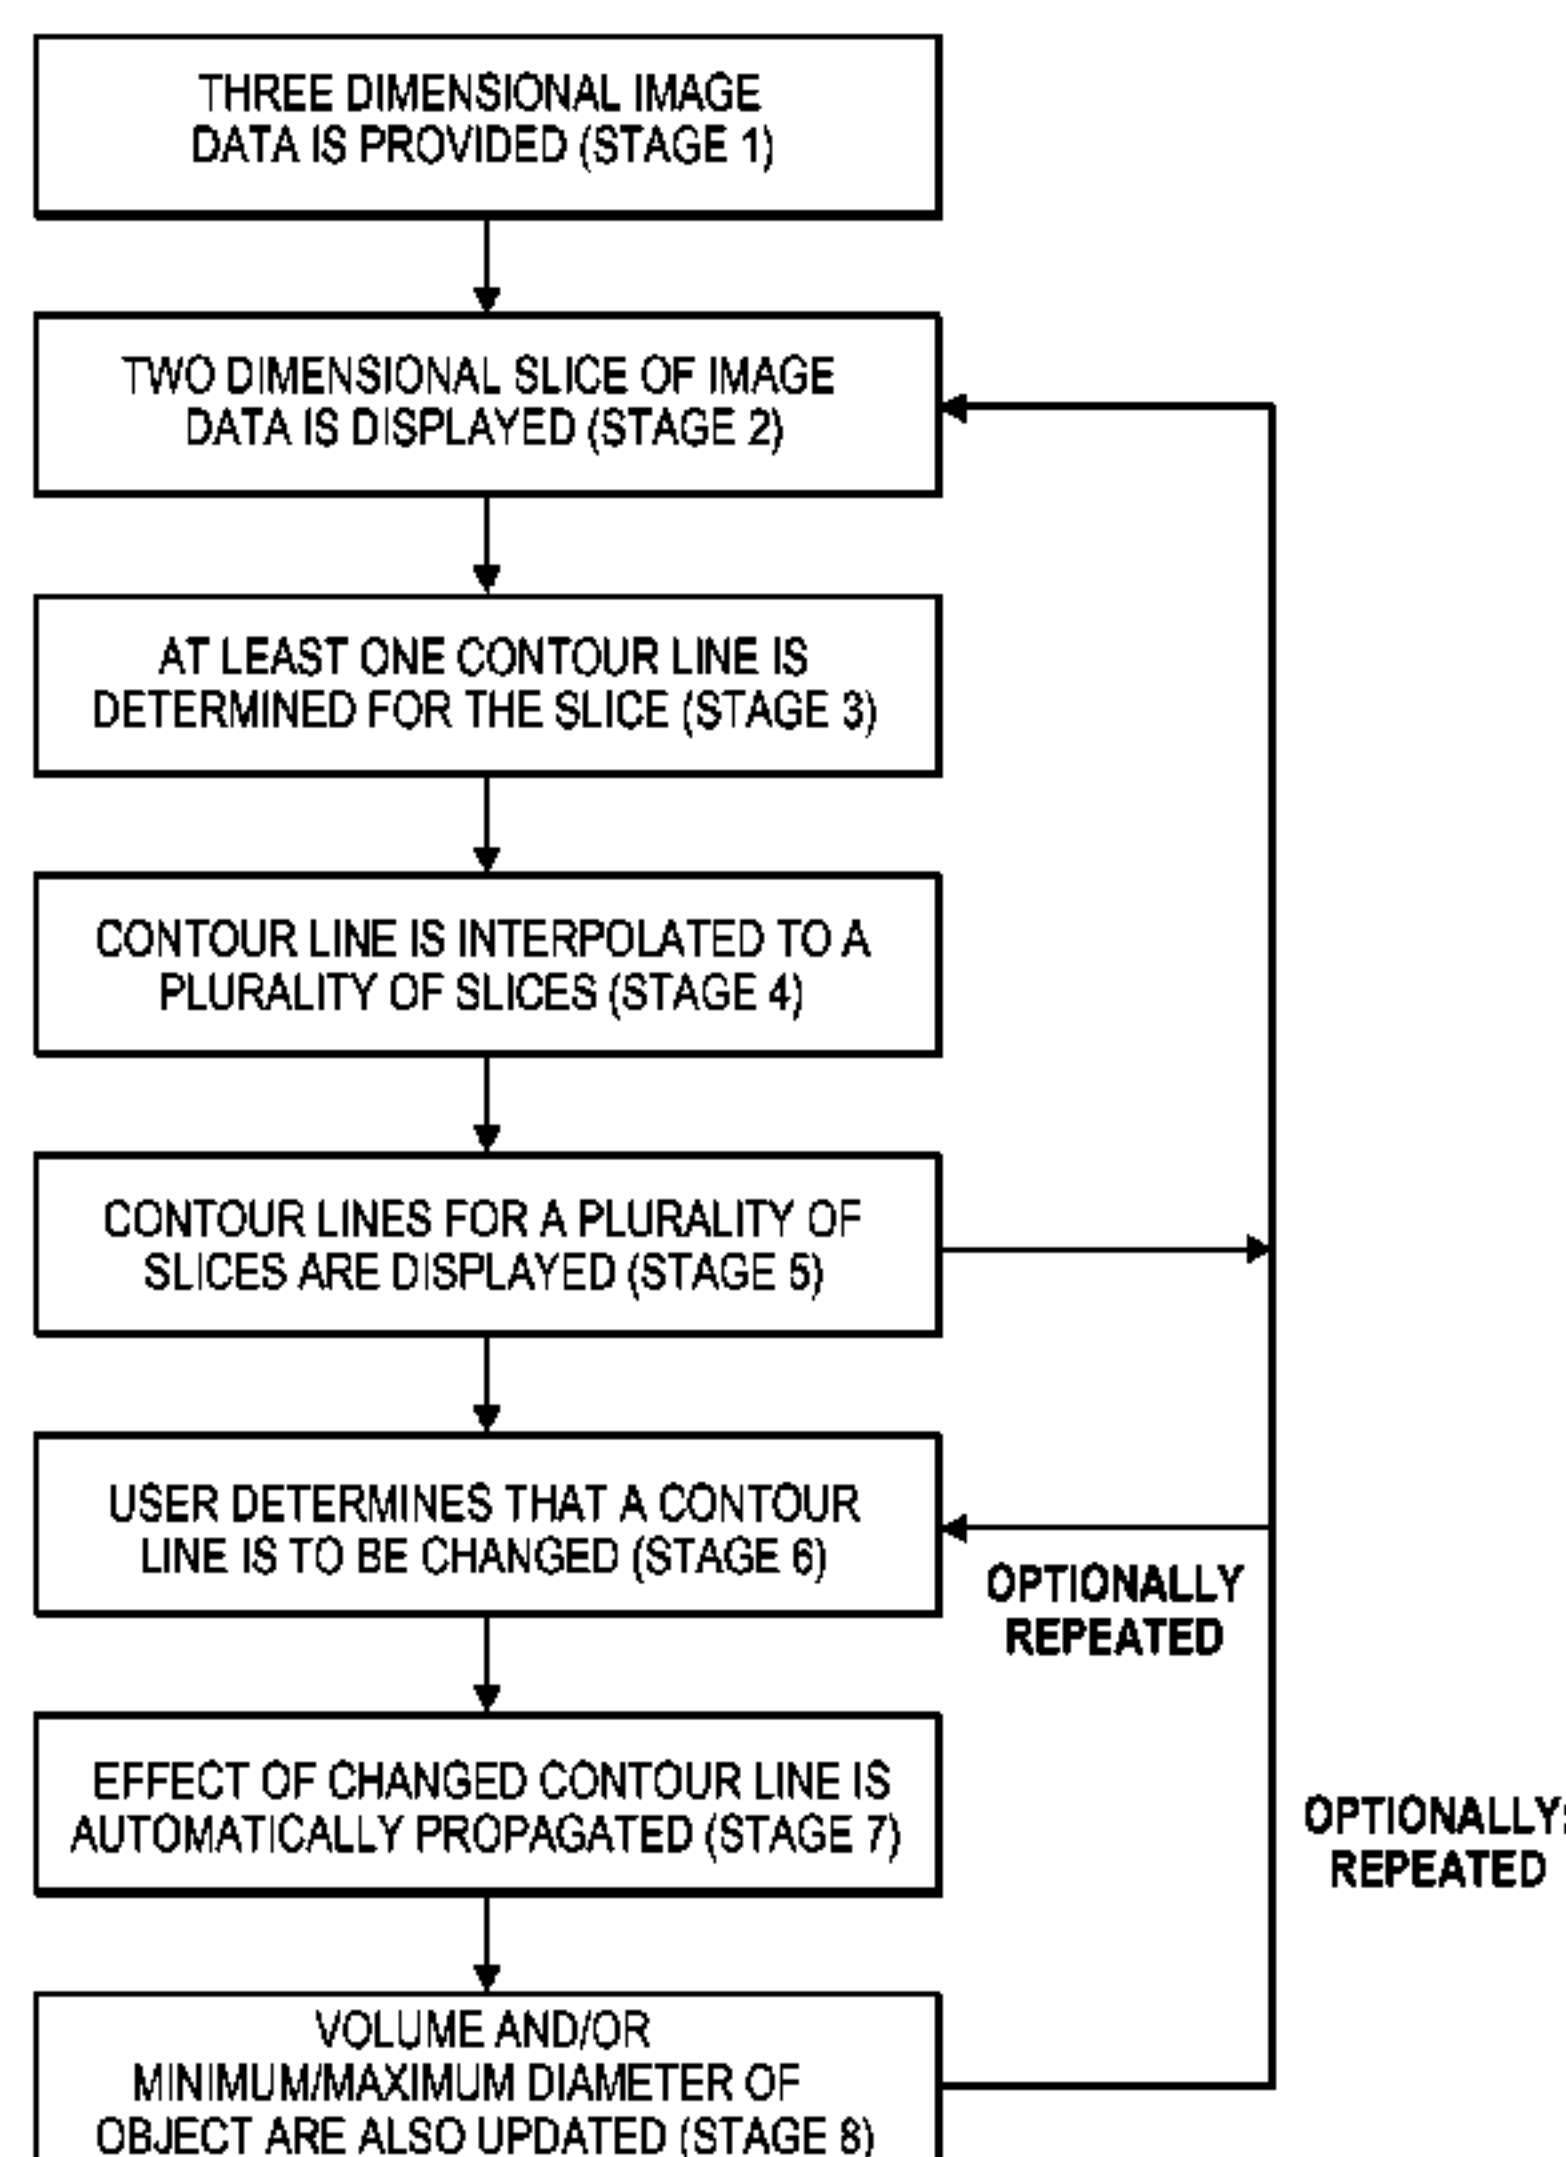 THREE DIMENSIONAL IMAGE
DATA IS PROVIDED (STAGE 1)
TWO DIMENSIONAL SLICE OF IMAGE
DATA IS DISPLAYED (STAGE 2)
AT LEAST ONE CONTOUR LINE IS
DETERMINED FOR THE SLICE (STAGE 3)
CONTOUR LINE IS INTERPOLATED TO A
PLURALITY OF SLICES (STAGE 4)
CONTOUR LINES FOR A PLURALITY OF
SLICES ARE DISPLAYED (STAGE 5)
USER DETERMINES THAT A CONTOUR
LINE IS TO BE CHANGED (STAGE 6)
OPTIONALLY
REPEATED
EFFECT OF CHANGED CONTOUR LINE IS
AUTOMATICALLY PROPAGATED (STAGE 7)
OPTIONALLY:
REPEATED
VOLUME AND/OR
MINIMUM/MAXIMUM DIAMETER OF
OBJECT ARE ALSO UPDATED (STAGE 8)